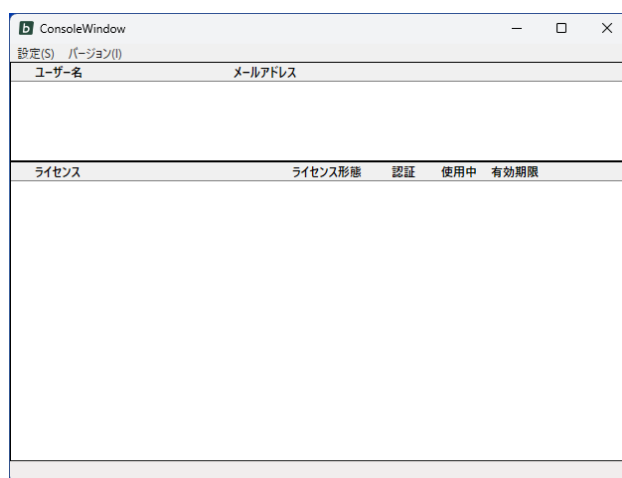 b ConsoleWindow
設定(S) バージョン(I)
ユーザー名 メールアドレス
ライセンス ライセンス形態 認証 使用中 有効期限